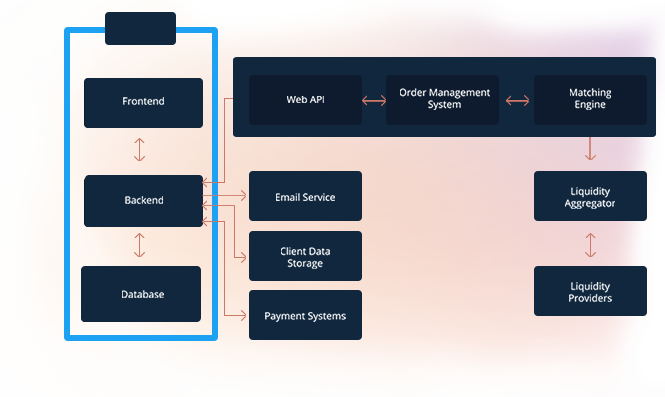 Frontend
Web API
Order Management
System
Matching
Engine
Backend
Email Service
Liquidity
Aggregator
Client Data
Storage
Database
Liquidity
Providers
Payment Systems